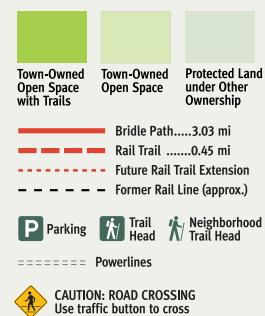 Town-Owned
Open Space
with Trails
Town-Owned
Open Space
Protected Land
under Other
Ownership
Bridle Path.....3.03 mi
Rail Trail .......0.45 mi
Future Rail Trail Extension
Former Rail Line (approx.)
P Parking
Trail
Head
Neighborhood
Trail Head
Powerlines
CAUTION: ROAD CROSSING
Use traffic button to cross